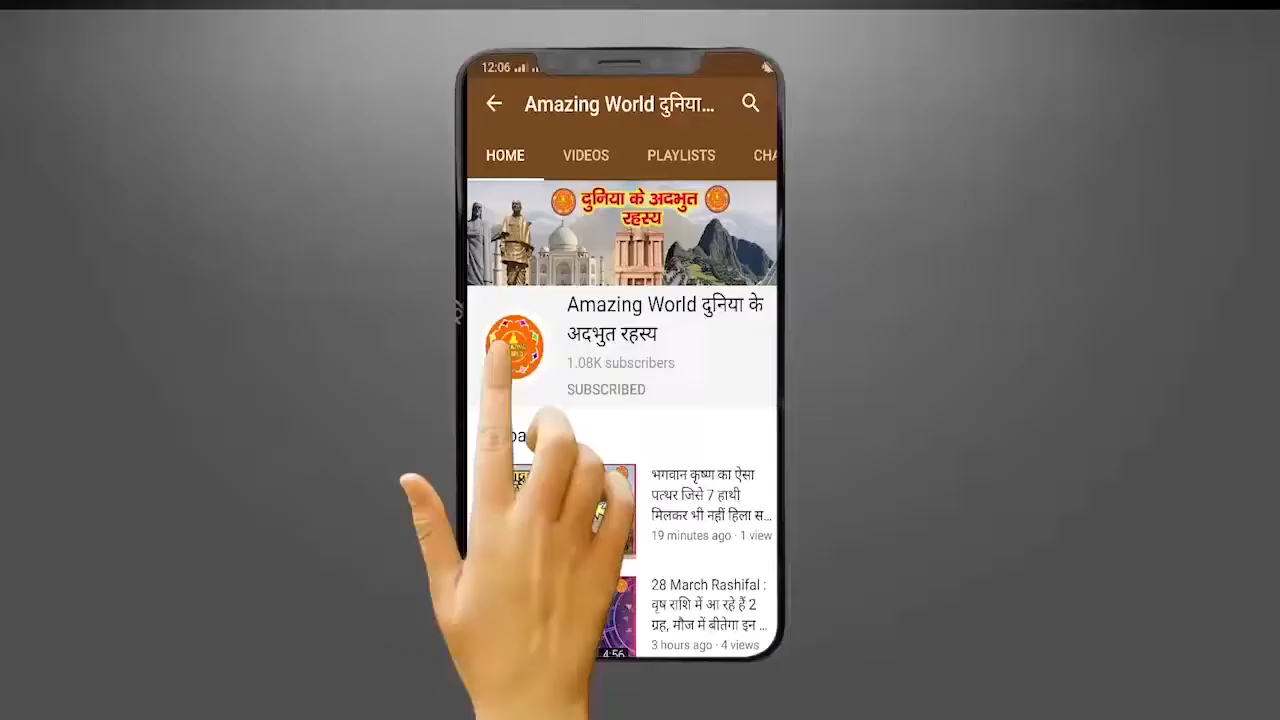 12:06
Amazing World दुनिया...
HOME VIDEOS PLAYLISTS CHA
दुनिया के अदभुत
रहस्य
Amazing World दुनिया के
अदभुत रहस्य
1.08K subscribers
SUBSCRIBED
भगवान कृष्ण का ऐसा
पत्थर जिसे 7 हाथी
मिलकर भी नहीं हिला स...
19 minutes ago · 1 view
28 March Rashifal :
वृष राशि में आ रहे हैं 2
ग्रह, मौज में बीतेगा इन ...
3 hours ago · 4 views
4:56